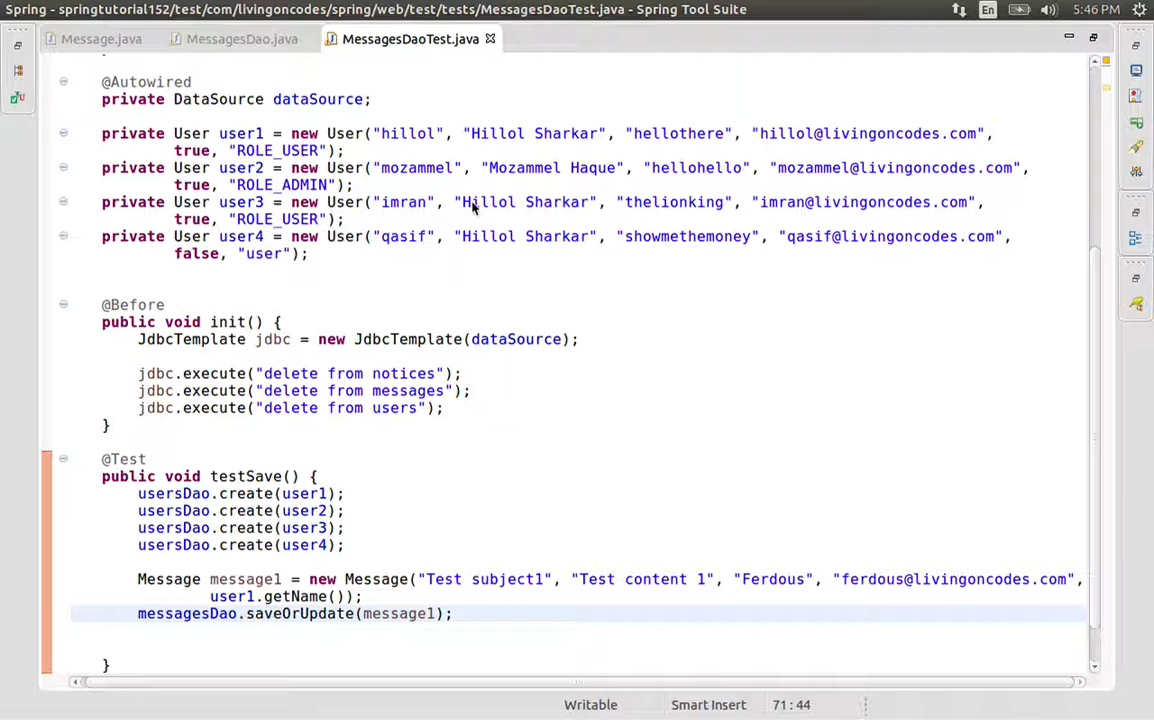 Spring - springtutorial152/test/com/livingoncodes/spring/web/test/tests/MessagesDaoTest.java - Spring Tool Suite
En
5:46 PM
Message.java
MessagesDao.java
MessagesDaoTest.java
@Autowired
private DataSource dataSource;
private User user1 = new User("hillol", "Hillol Sharkar", "hellothere", "hillol@livingoncodes.com",
true, "ROLE_USER");
private User user2 = new User("mozammel", "Mozammel Haque", "hellohello", "mozammel@livingoncodes.com",
true, "ROLE_ADMIN");
private User user3 = new User("imran", "Hillol Sharkar", "thelionking", "imran@livingoncodes.com",
true, "ROLE_USER");
private User user4 = new User("qasif", "Hillol Sharkar", "showmethemoney", "qasif@livingoncodes.com",
false, "user");
@Before
public void init() {
JdbcTemplate jdbc = new JdbcTemplate(dataSource);
jdbc.execute("delete from notices");
jdbc.execute("delete from messages");
jdbc.execute("delete from users");
}
@Test
public void testSave() {
usersDao.create(user1);
usersDao.create(user2);
usersDao.create(user3);
usersDao.create(user4);
Message message1 = new Message("Test subject1", "Test content 1", "Ferdous", "ferdous@livingoncodes.com",
user1.getName());
messagesDao.saveOrUpdate(message1);
}
Writable
Smart Insert
71 : 44